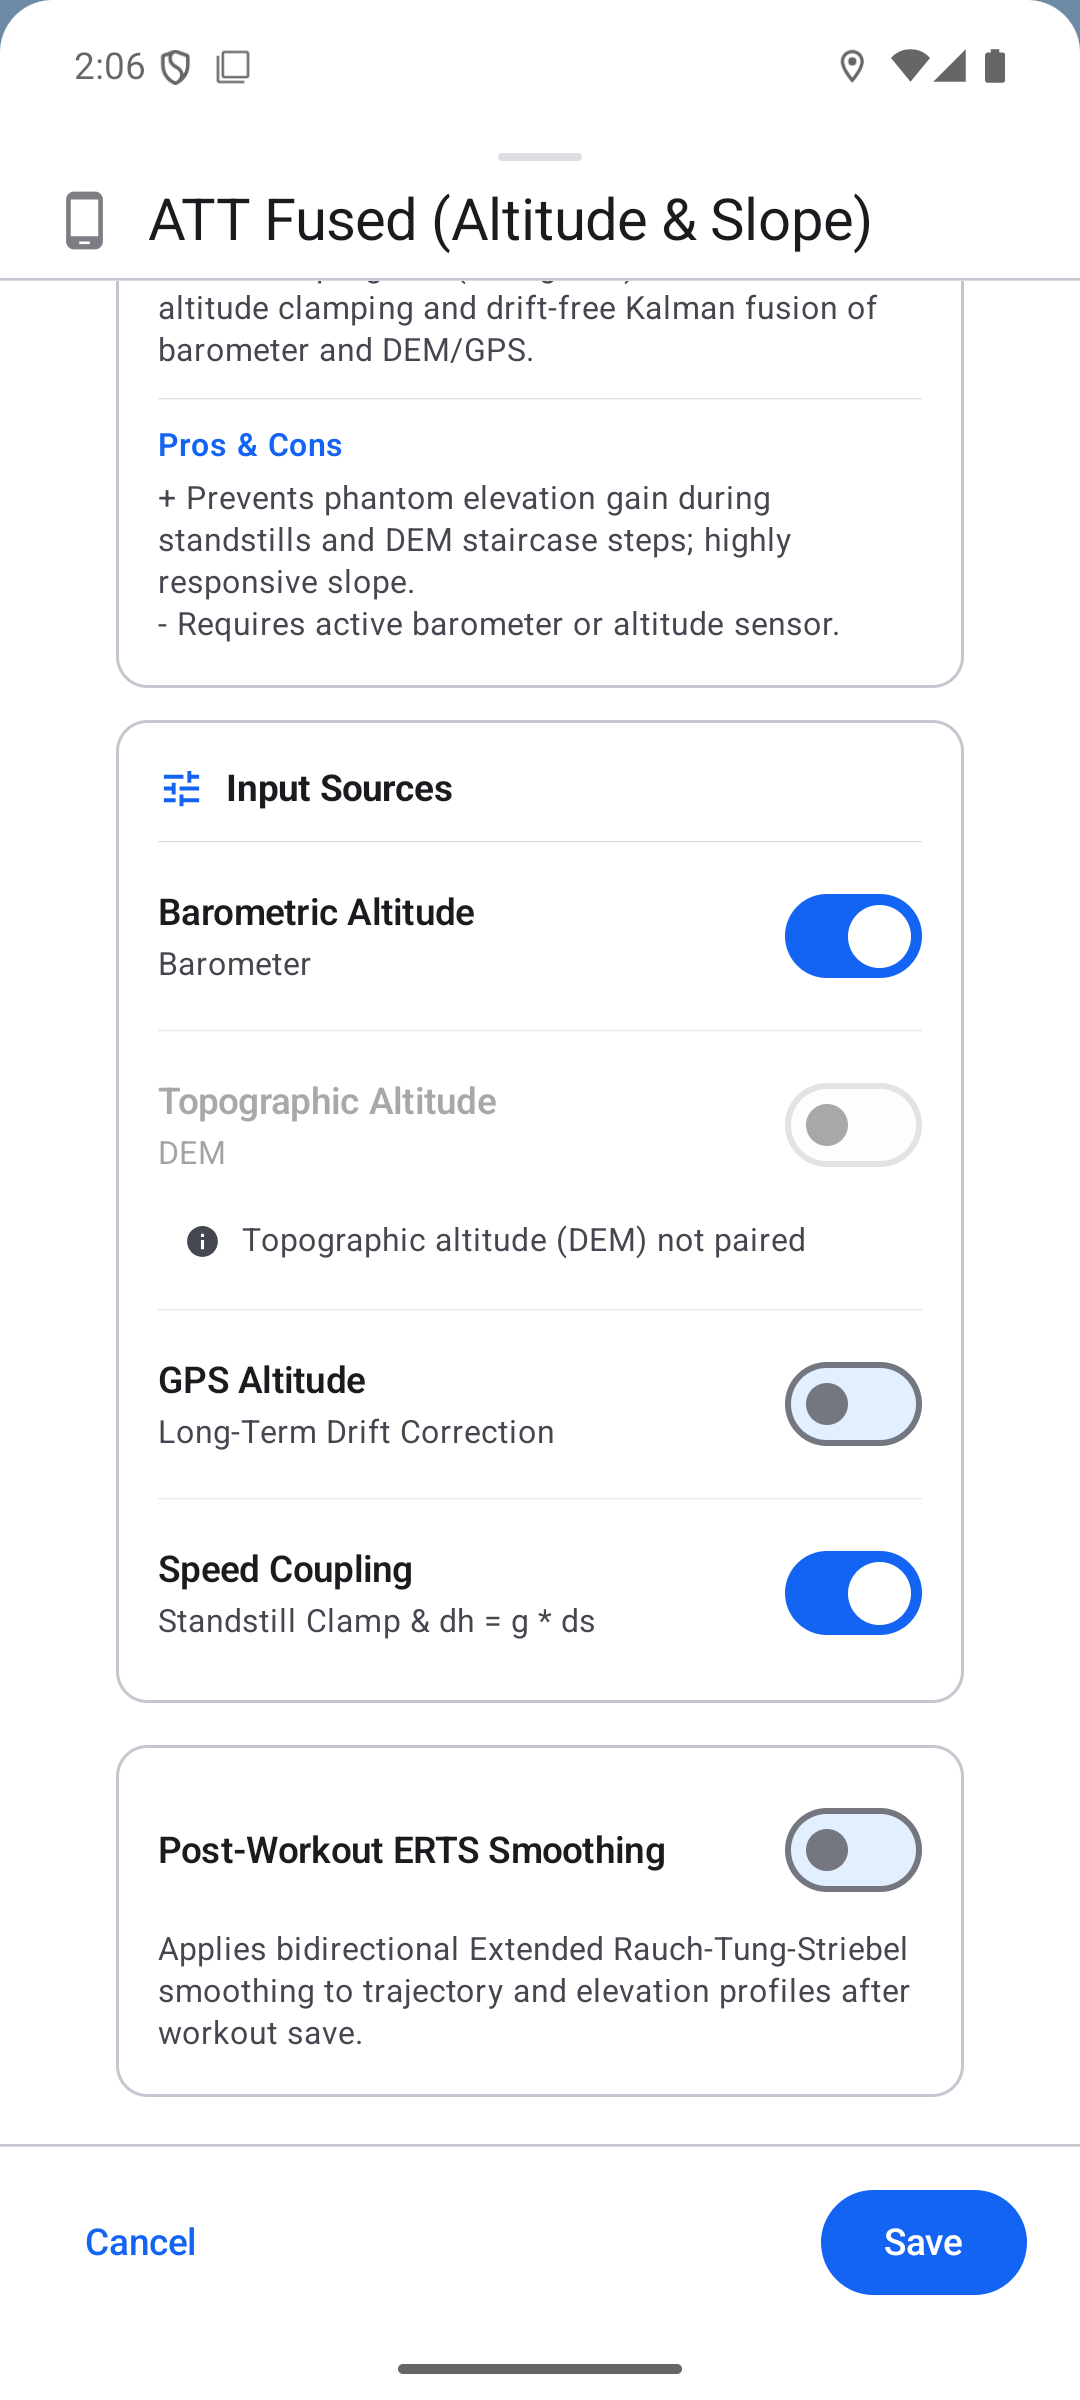 2:06
ATT Fused (Altitude & Slope)
altitude clamping and drift-free Kalman fusion of
barometer and DEM/GPS.
Pros & Cons
+ Prevents phantom elevation gain during
standstills and DEM staircase steps; highly
responsive slope.
- Requires active barometer or altitude sensor.
Input Sources
Barometric Altitude
Barometer
Topographic Altitude
DEM
Topographic altitude (DEM) not paired
GPS Altitude
Long-Term Drift Correction
Speed Coupling
Standstill Clamp & dh = g * ds
Post-Workout ERTS Smoothing
Applies bidirectional Extended Rauch-Tung-Striebel
smoothing to trajectory and elevation profiles after
workout save.
Cancel
Save